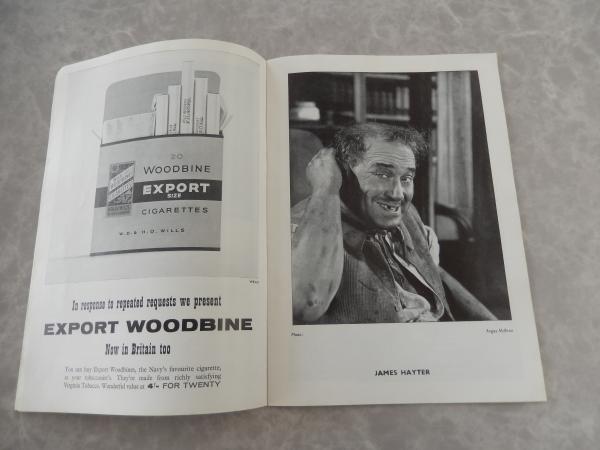 20
WOODBINE
EXPORT
SIZE
CIGARETTES
W.D. & H.O. WILLS
In response to repeated requests we present
EXPORT WOODBINE
Now in Britain too
You can buy Export Woodbines, the Navy's favourite cigarette,
at your tobacconist's. They're made from richly satisfying
Virginia Tobacco. Wonderful value at 4/- FOR TWENTY
Photo:
Angus McBean
JAMES HAYTER